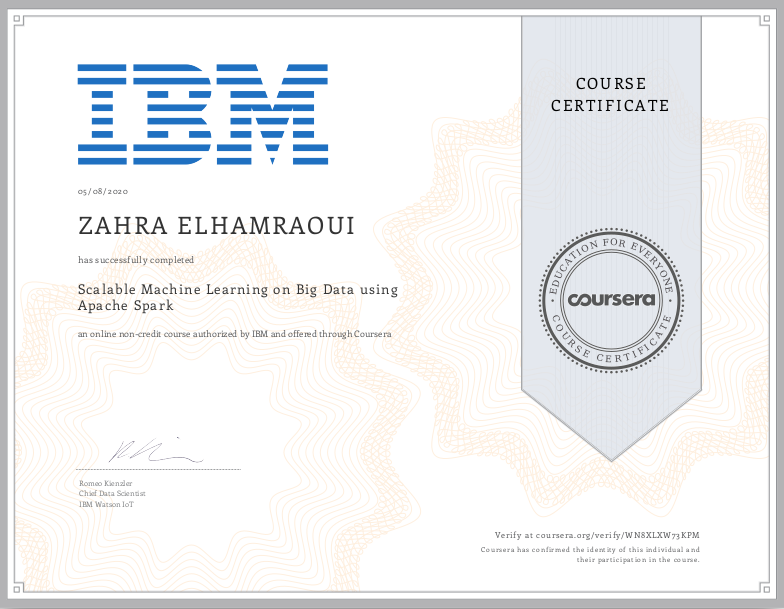 IBM
COURSE
CERTIFICATE
05/08/2020
ZAHRA ELHAMRAOUI
has successfully completed
Scalable Machine Learning on Big Data using
Apache Spark
an online non-credit course authorized by IBM and offered through Coursera
EDUCATION FOR EVERYONE
coursera
COURSE CERTIFICATE
Romeo Kienzler
Chief Data Scientist
IBM Watson IoT
Verify at coursera.org/verify/WN8XLXW73KPM
Coursera has confirmed the identity of this individual and
their participation in the course.